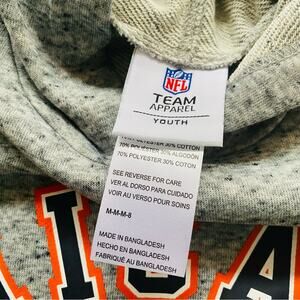 NFL
TEAM
APPAREL
YOUTH
70% POLYESTER 30% COTTON
70% POLYESTER 30% ALGODÓN
70% POLYESTER 30% COTON
SEE REVERSE FOR CARE
VER AL DORSO PARA CUIDADO
VOIR AU VERSO POUR SOINS
M-M-M-8
MADE IN BANGLADESH
HECHO EN BANGLADESH
FABRIQUÉ AU BANGLADESH